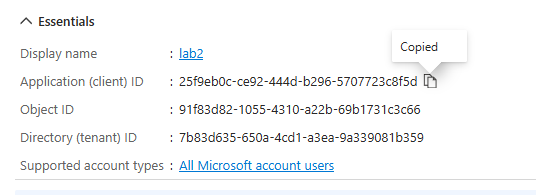 Essentials
Copied
Display name : lab2
Application (client) ID : 25f9eb0c-ce92-444d-b296-5707723c8f5d
Object ID : 91f83d82-1055-4310-a22b-69b1731c3c66
Directory (tenant) ID : 7b83d635-650a-4cd1-a3ea-9a339081b359
Supported account types : All Microsoft account users